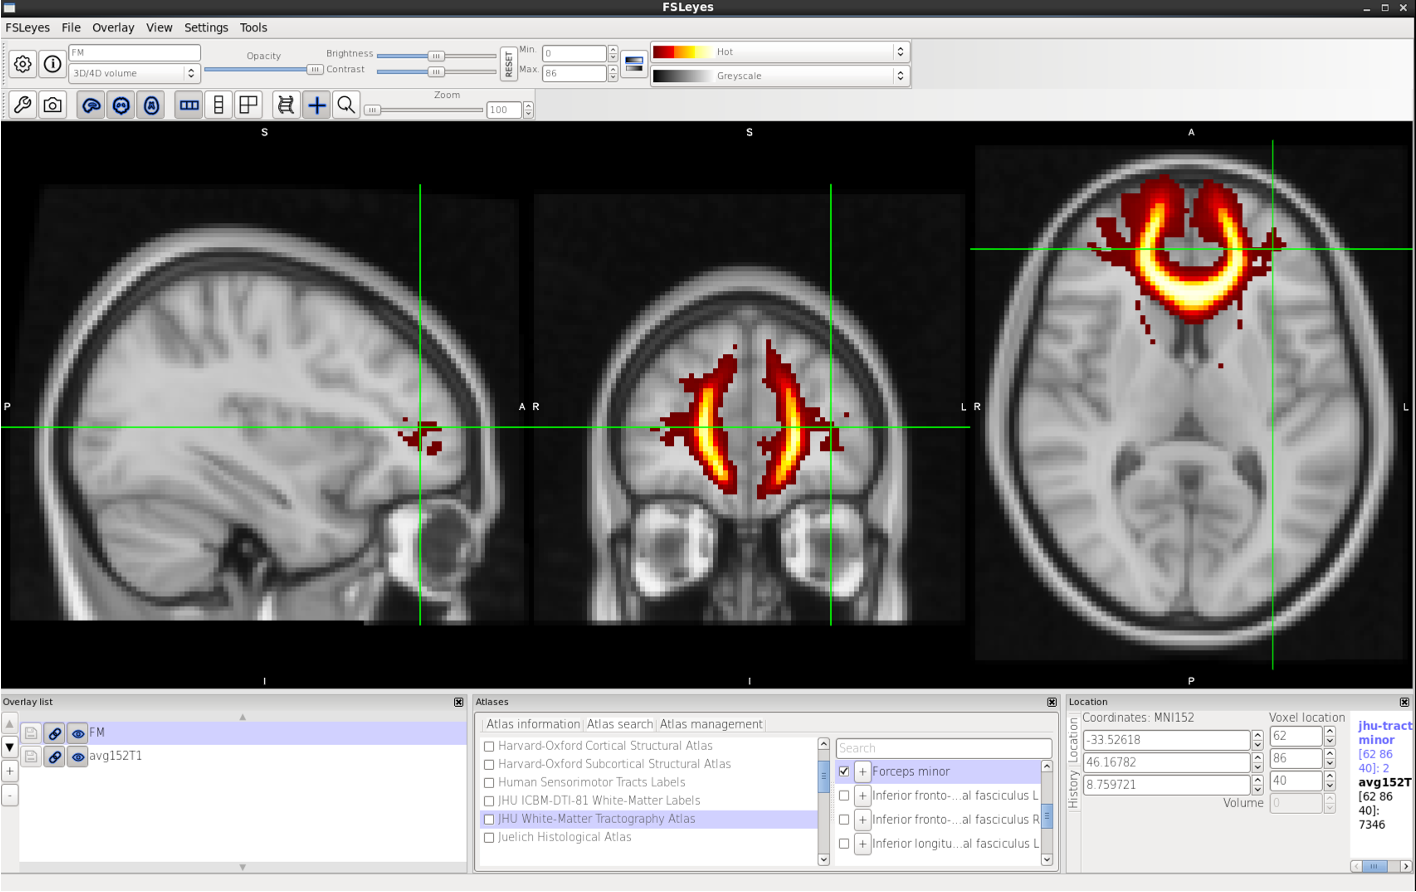 FSLeyes
FSLeyes File Overlay View Settings Tools
FM
3D/4D volume
Opacity
Brightness
Contrast
RESET
Min. 0
Max. 86
Hot
Greyscale
Zoom
100
S S A
P A R L R L
I I P
Overlay list
FM
avg152T1
Atlases
Atlas information Atlas search Atlas management
Harvard-Oxford Cortical Structural Atlas
Harvard-Oxford Subcortical Structural Atlas
Human Sensorimotor Tracts Labels
JHU ICBM-DTI-81 White-Matter Labels
JHU White-Matter Tractography Atlas
Juelich Histological Atlas
Search
Forceps minor
Inferior fronto-...al fasciculus L
Inferior fronto-...al fasciculus R
Inferior longitu...al fasciculus L
Location
Location
History
Coordinates: MNI152
-33.52618
46.16782
8.759721
Voxel location
62
86
40
Volume 0
jhu-tract
minor
[62 86
40]: 2
avg152T
[62 86
40]:
7346